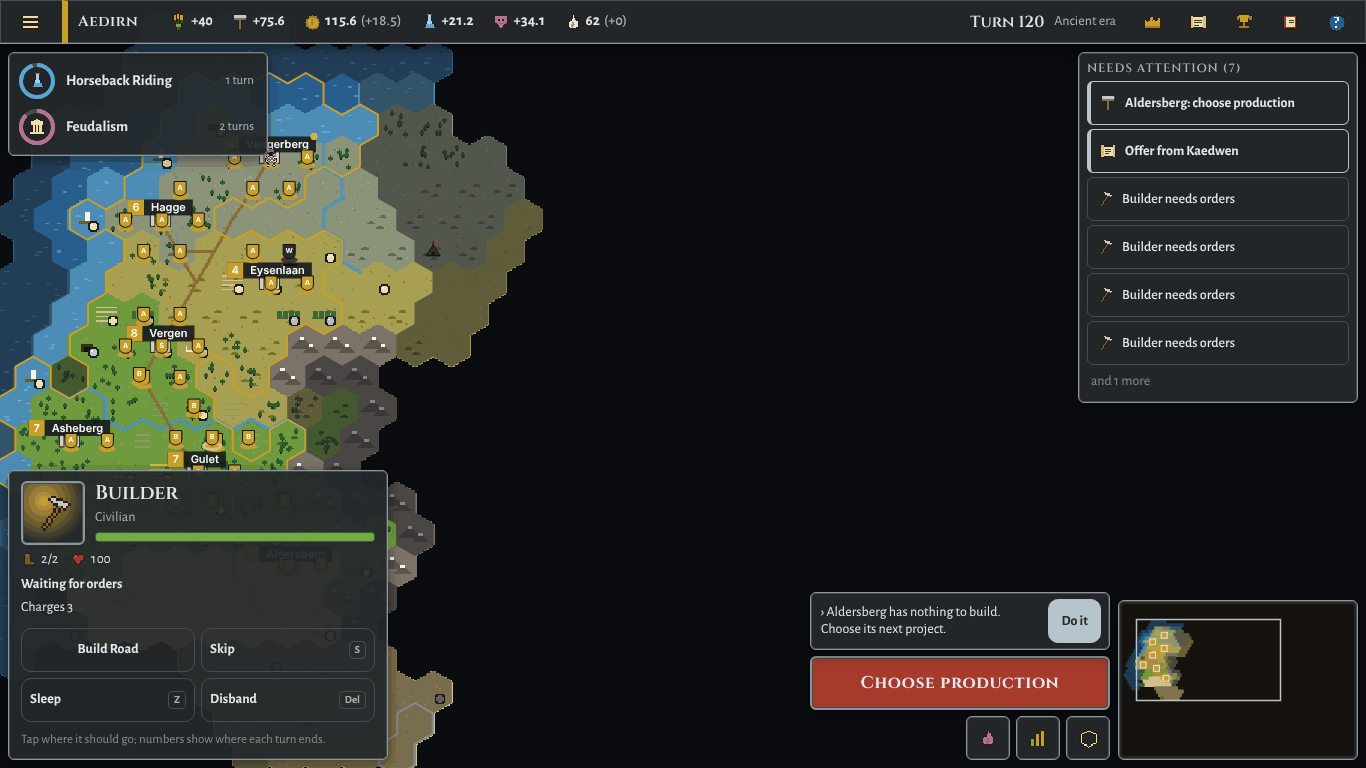 AEDIRN
+40
+75.6
115.6 (+18.5)
+21.2
+34.1
62 (+0)
TURN 120 Ancient era
Horseback Riding 1 turn
Feudalism 2 turns
NEEDS ATTENTION (7)
Aldersberg: choose production
Offer from Kaedwen
Builder needs orders
Builder needs orders
Builder needs orders
Builder needs orders
and 1 more
Vengerberg
6 Hagge
4 Eysenlaan
8 Vergen
7 Asheberg
7 Gulet
Aldersberg
BUILDER
Civilian
2/2 100
Waiting for orders
Charges 3
Build Road
Skip S
Sleep Z
Disband Del
Tap where it should go; numbers show where each turn ends.
› Aldersberg has nothing to build.
Choose its next project.
Do it
CHOOSE PRODUCTION